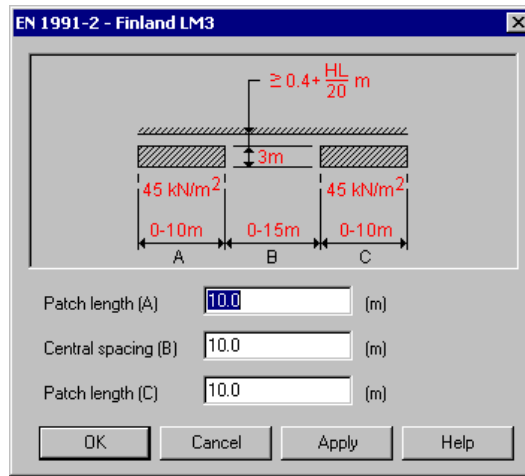 EN 1991-2 - Finland LM3
≥ 0.4+ HL/20 m
3m
45 kN/m² 45 kN/m²
0-10m 0-15m 0-10m
A B C
Patch length (A) 10.0 (m)
Central spacing (B) 10.0 (m)
Patch length (C) 10.0 (m)
OK Cancel Apply Help